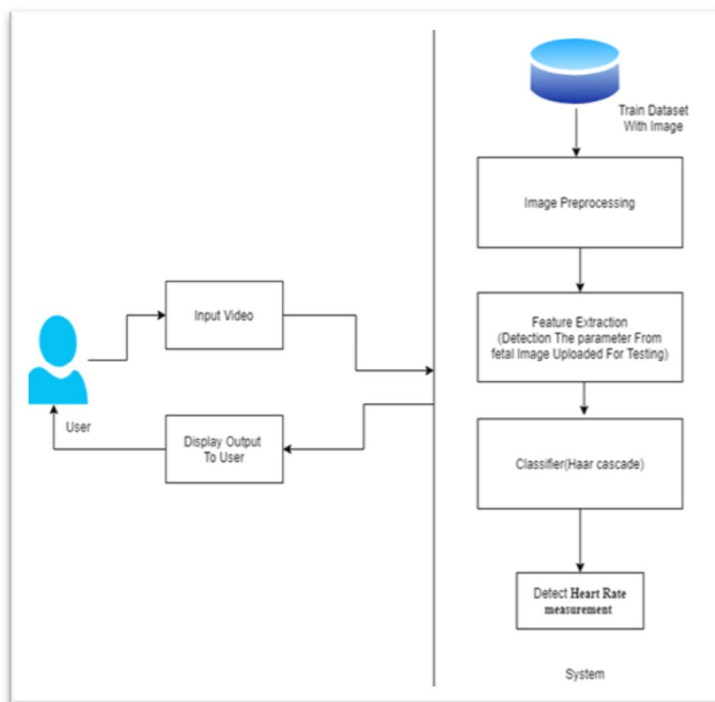 Train Dataset
With Image
Image Preprocessing
Feature Extraction
(Detection The parameter From
fetal Image Uploaded For Testing)
Classifier(Haar cascade)
Detect Heart Rate
measurement
System
Input Video
User
Display Output
To User